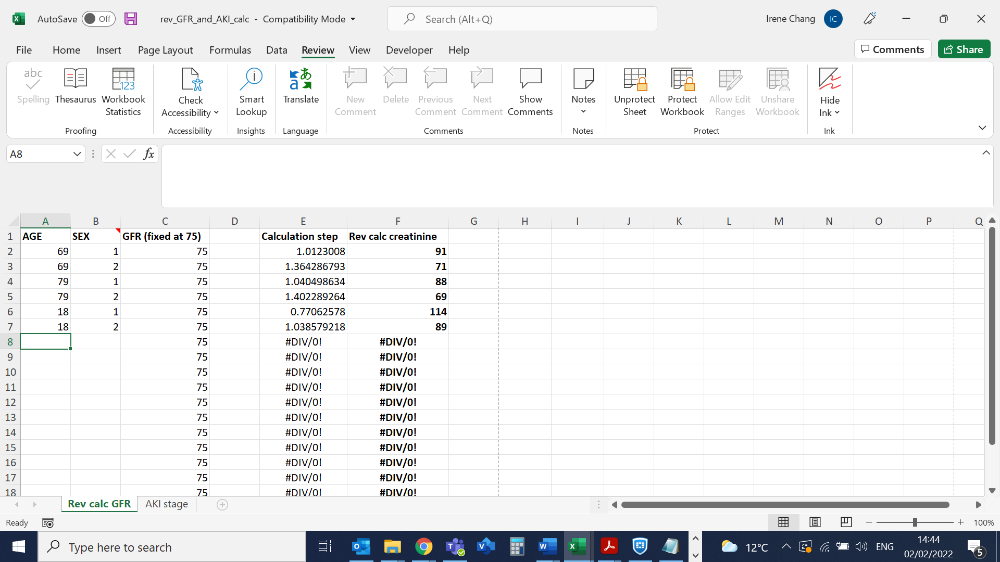 AutoSave Off rev_GFR_and_AKI_calc - Compatibility Mode Search (Alt+Q) Irene Chang IC
File Home Insert Page Layout Formulas Data Review View Developer Help Comments Share
abc
Spelling Thesaurus Workbook Statistics Check Accessibility Smart Lookup Translate New Comment Delete Previous Comment Next Comment Show Comments Notes Unprotect Sheet Protect Workbook Allow Edit Ranges Unshare Workbook Hide Ink
Proofing Accessibility Insights Language Comments Notes Protect Ink
A8 fx
A B C D E F G H I J K L M N O P Q
1 AGE SEX GFR (fixed at 75) Calculation step Rev calc creatinine
2 69 1 75 1.0123008 91
3 69 2 75 1.364286793 71
4 79 1 75 1.040498634 88
5 79 2 75 1.402289264 69
6 18 1 75 0.77062578 114
7 18 2 75 1.038579218 89
8 75 #DIV/0! #DIV/0!
9 75 #DIV/0! #DIV/0!
10 75 #DIV/0! #DIV/0!
11 75 #DIV/0! #DIV/0!
12 75 #DIV/0! #DIV/0!
13 75 #DIV/0! #DIV/0!
14 75 #DIV/0! #DIV/0!
15 75 #DIV/0! #DIV/0!
16 75 #DIV/0! #DIV/0!
17 75 #DIV/0! #DIV/0!
18 75 #DIV/0! #DIV/0!
Rev calc GFR AKI stage
Ready 100%
Type here to search 12°C ENG 14:44
02/02/2022 5